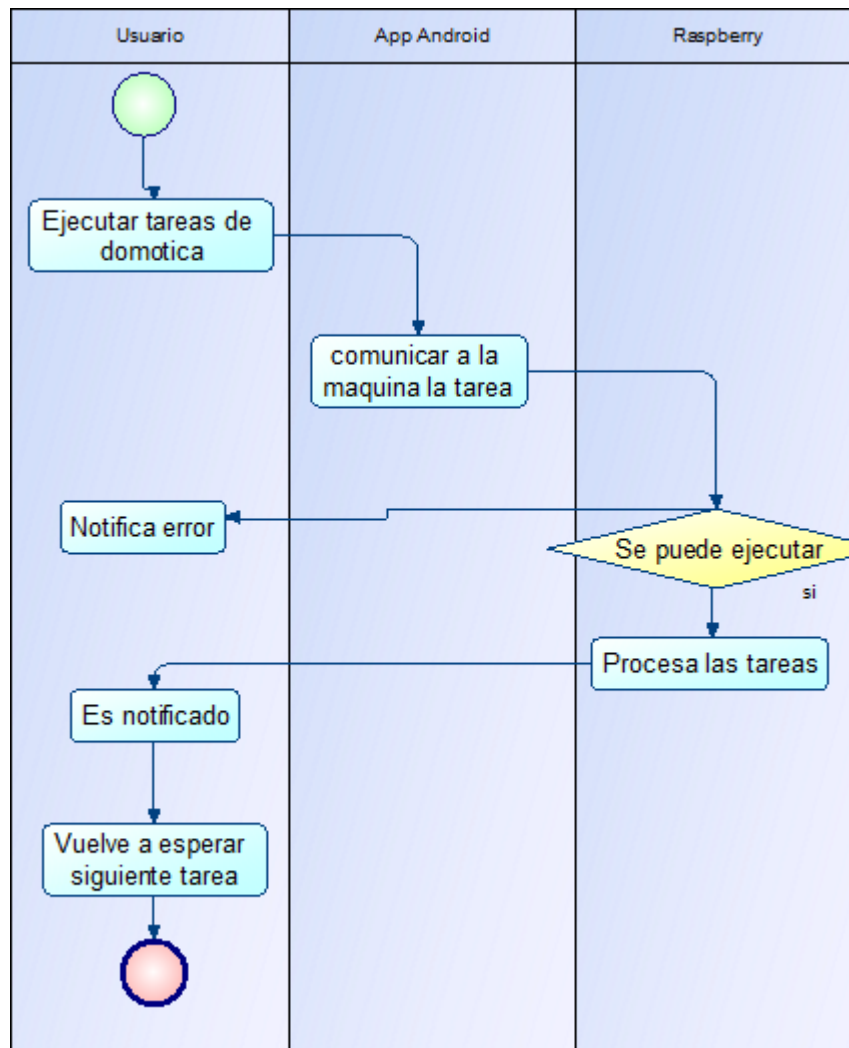 Usuario
App Android
Raspberry
Ejecutar tareas de
domotica
comunicar a la
maquina la tarea
Notifica error
Se puede ejecutar
si
Procesa las tareas
Es notificado
Vuelve a esperar
siguiente tarea